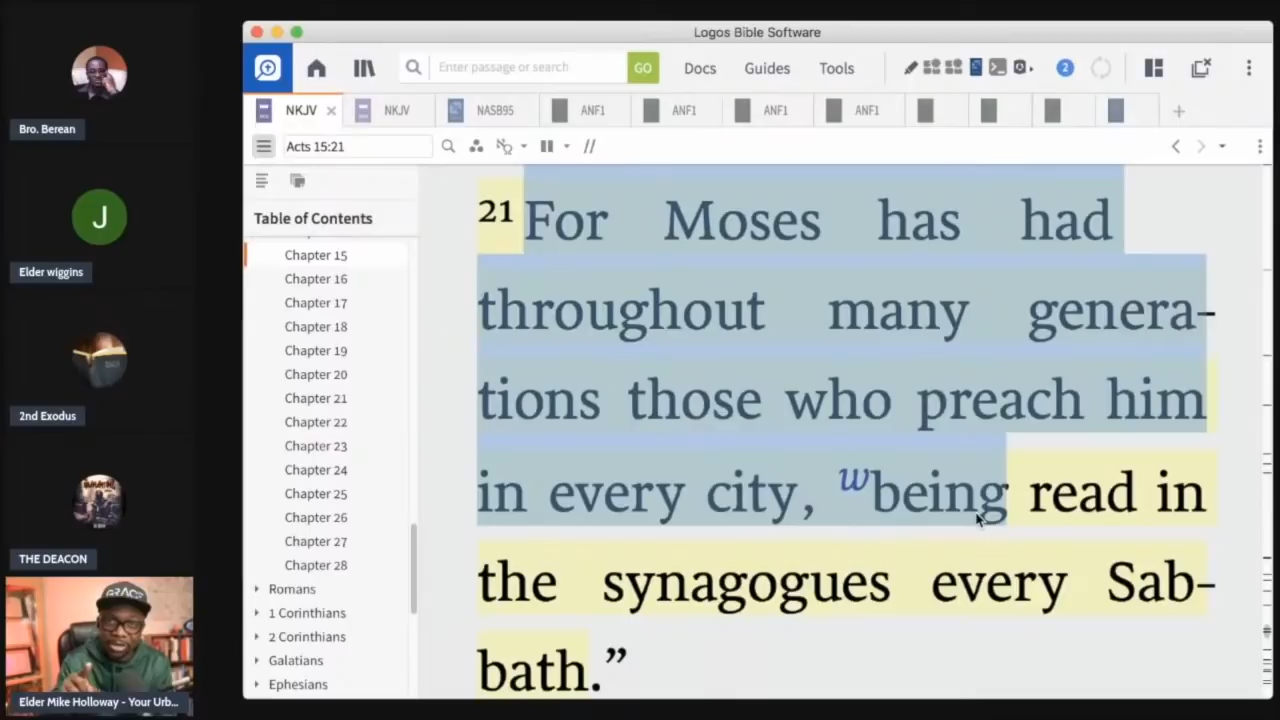 Bro. Berean
J
Elder wiggins
2nd Exodus
THE DEACON
GRACE
Elder Mike Holloway - Your Urb...
Logos Bible Software
Enter passage or search
GO
Docs
Guides
Tools
2
NKJV
NKJV
NASB95
ANF1
ANF1
ANF1
ANF1
Acts 15:21
Table of Contents
Chapter 15
Chapter 16
Chapter 17
Chapter 18
Chapter 19
Chapter 20
Chapter 21
Chapter 22
Chapter 23
Chapter 24
Chapter 25
Chapter 26
Chapter 27
Chapter 28
Romans
1 Corinthians
2 Corinthians
Galatians
Ephesians
21 For Moses has had
throughout many genera-
tions those who preach him
in every city, w being read in
the synagogues every Sab-
bath.”